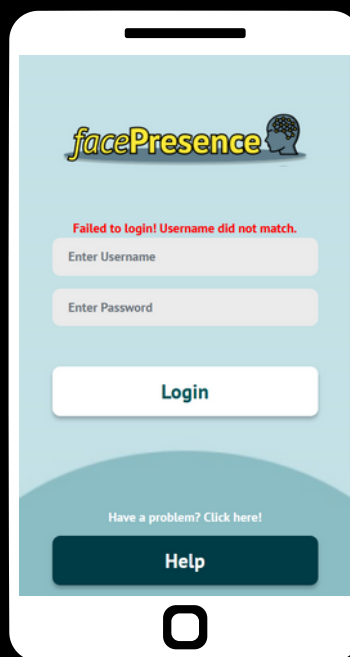 facePresence
Failed to login! Username did not match.
Enter Username
Enter Password
Login
Have a problem? Click here!
Help